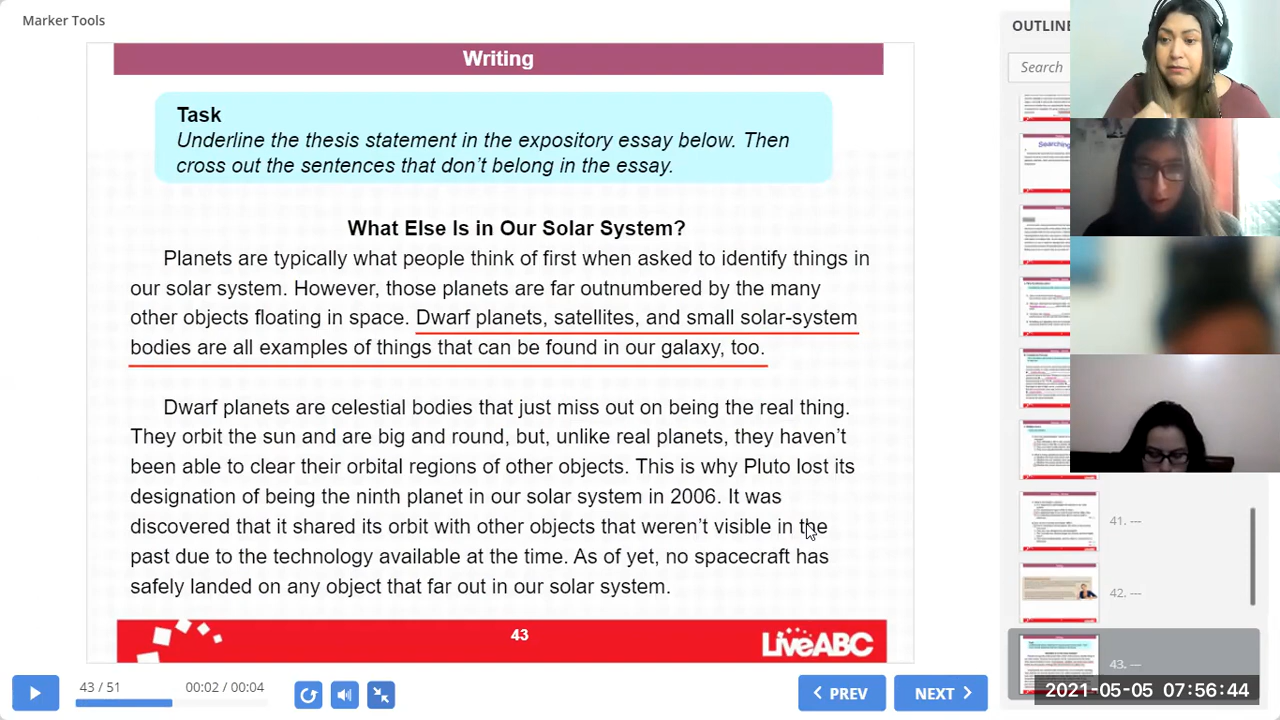 Marker Tools
OUTLINE
Search
Writing
Task
Underline the thesis statement in the expository essay below. Then
cross out the sentences that don't belong in the essay.
What Else Is in Our Solar System?
Planets are typically what people think of first when asked to identify things in
our solar system. However, those planets are far outnumbered by the many
other objects floating in space. Dwarf planets, moons, and small solar-system
bodies are all examples of things that can be found in our galaxy, too.
Dwarf planets are celestial bodies that just missed on being the real thing.
They orbit the sun and are big and round but, unlike real planets, they haven't
been able to clear their orbital regions of other objects. This is why Pluto lost its
designation of being the ninth planet in our solar system in 2006. It was
discovered that its shared its orbit with other objects that were invisible in the
past due to the technology available at the time. As of yet, no spacecraft has
safely landed on any object that far out in our solar system.
43
LiveABC
Searching
41. ---
42. ---
43. ---
43 / 51
00:02 / 00:04
PREV
NEXT
2021-05-05 07:56:44